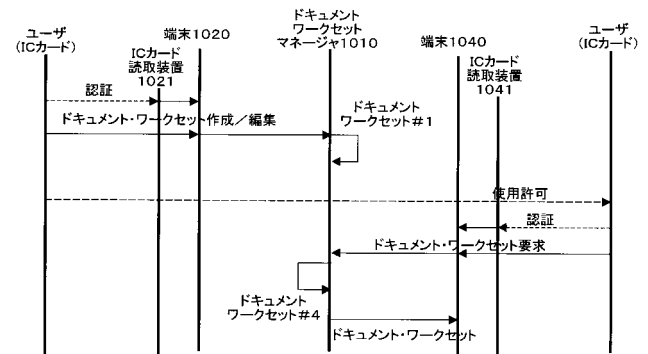 ユーザ
(ICカード)
端末1020
ICカード
読取装置
1021
ドキュメント
ワークセット
マネージャ1010
端末1040
ICカード
読取装置
1041
ユーザ
(ICカード)
認証
ドキュメント・ワークセット作成／編集
ドキュメント
ワークセット＃1
使用許可
認証
ドキュメント・ワークセット要求
ドキュメント
ワークセット＃4
ドキュメント・ワークセット